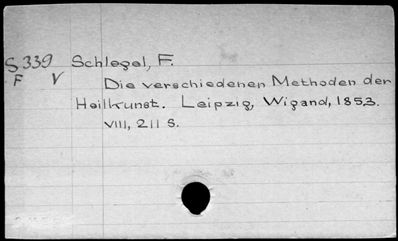 S 339 Schlegel, F.
F V
Die verschiedenen Methoden der
Heilkunst. Leipzig, Wigand, 1853.
VIII, 211 S.